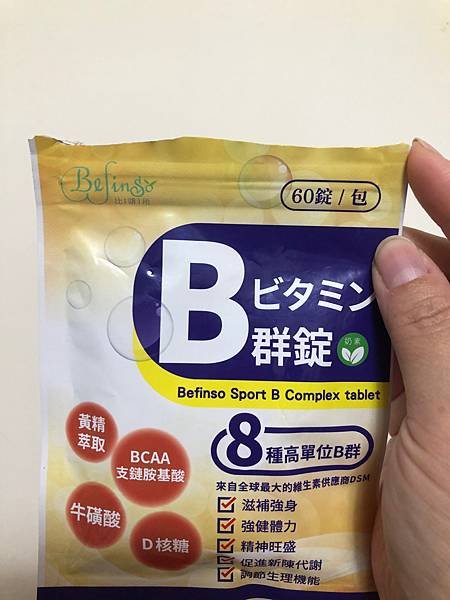 Befinso
比|頌|所
60錠 / 包
B
ビタミン
群錠
奶素
Befinso Sport B Complex tablet
黃精
萃取
BCAA
支鏈胺基酸
牛磺酸
D核糖
8種高單位B群
來自全球最大的維生素供應商DSM
滋補強身
強健體力
精神旺盛
促進新陳代謝
調節生理機能